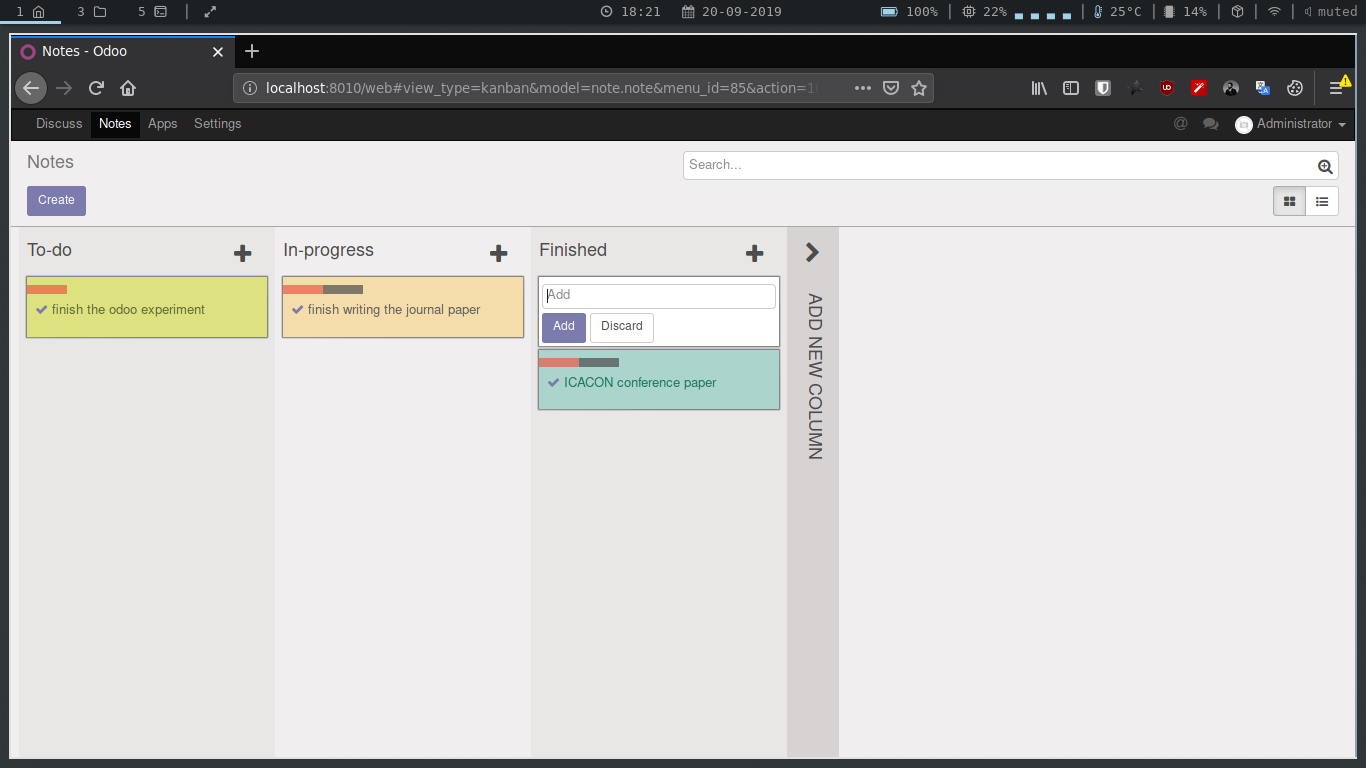 1 3 5 18:21 20-09-2019 100% 22% 25°C 14% muted
Notes - Odoo
localhost:8010/web#view_type=kanban&model=note.note&menu_id=85&action=1
Discuss Notes Apps Settings @ Administrator
Notes
Search...
Create
To-do
In-progress
Finished
finish the odoo experiment
finish writing the journal paper
Add
Add Discard
ICACON conference paper
ADD NEW COLUMN